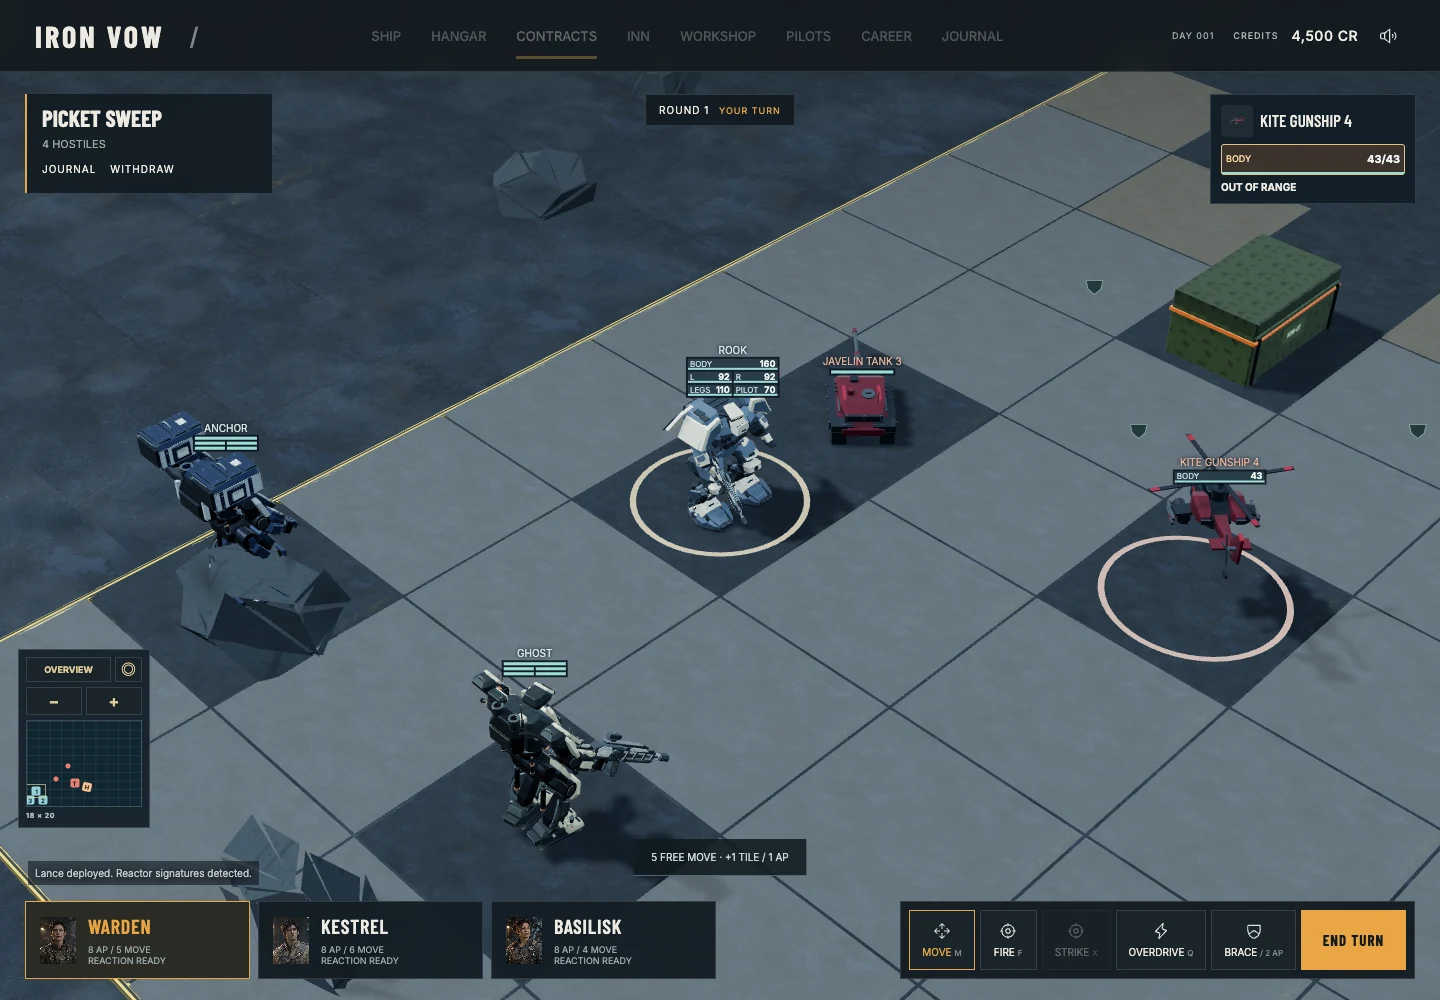 IRON VOW /
SHIP HANGAR CONTRACTS INN WORKSHOP PILOTS CAREER JOURNAL
DAY 001 CREDITS 4,500 CR
PICKET SWEEP
4 HOSTILES
JOURNAL WITHDRAW
ROUND 1 YOUR TURN
KITE GUNSHIP 4
BODY 43/43
OUT OF RANGE
ROOK
BODY 160
L 92 R 92
LEGS 110 PILOT 70
JAVELIN TANK 3
ANCHOR
KITE GUNSHIP 4
BODY 43
GHOST
OVERVIEW
− +
T H
1
3 2
18 × 20
5 FREE MOVE · +1 TILE / 1 AP
Lance deployed. Reactor signatures detected.
WARDEN
8 AP / 5 MOVE
REACTION READY
KESTREL
8 AP / 6 MOVE
REACTION READY
BASILISK
8 AP / 4 MOVE
REACTION READY
MOVE M
FIRE F
STRIKE X
OVERDRIVE Q
BRACE / 2 AP
END TURN